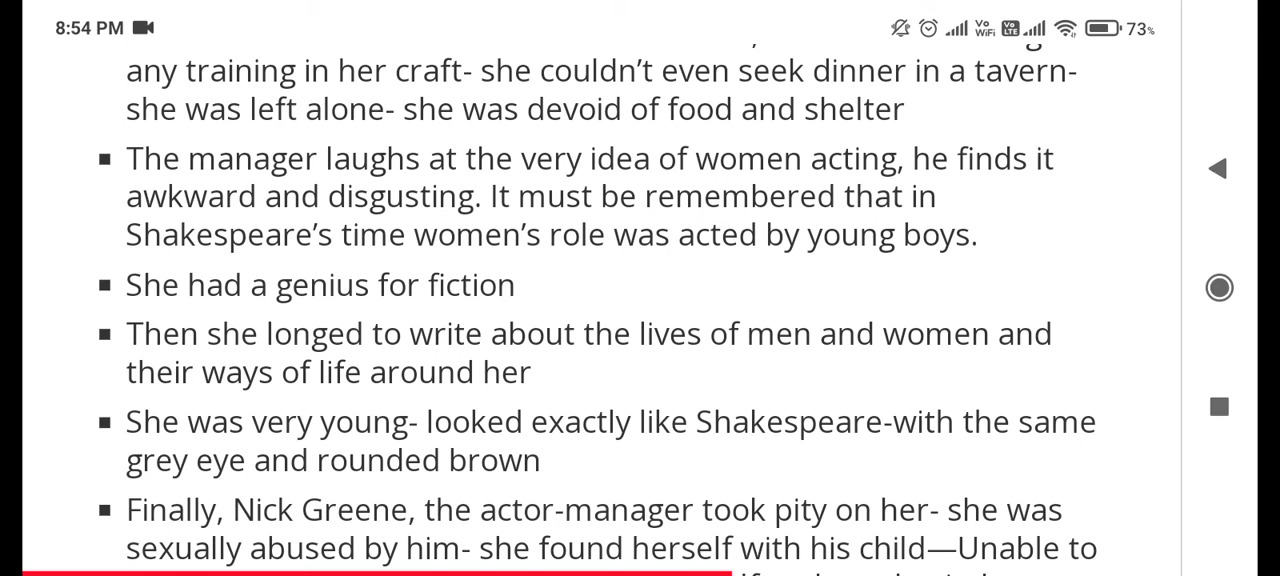 8:54 PM
Vo WiFi Vo LTE 73%
any training in her craft- she couldn't even seek dinner in a tavern-
she was left alone- she was devoid of food and shelter
▪ The manager laughs at the very idea of women acting, he finds it
awkward and disgusting. It must be remembered that in
Shakespeare's time women's role was acted by young boys.
▪ She had a genius for fiction
▪ Then she longed to write about the lives of men and women and
their ways of life around her
▪ She was very young- looked exactly like Shakespeare-with the same
grey eye and rounded brown
▪ Finally, Nick Greene, the actor-manager took pity on her- she was
sexually abused by him- she found herself with his child—Unable to